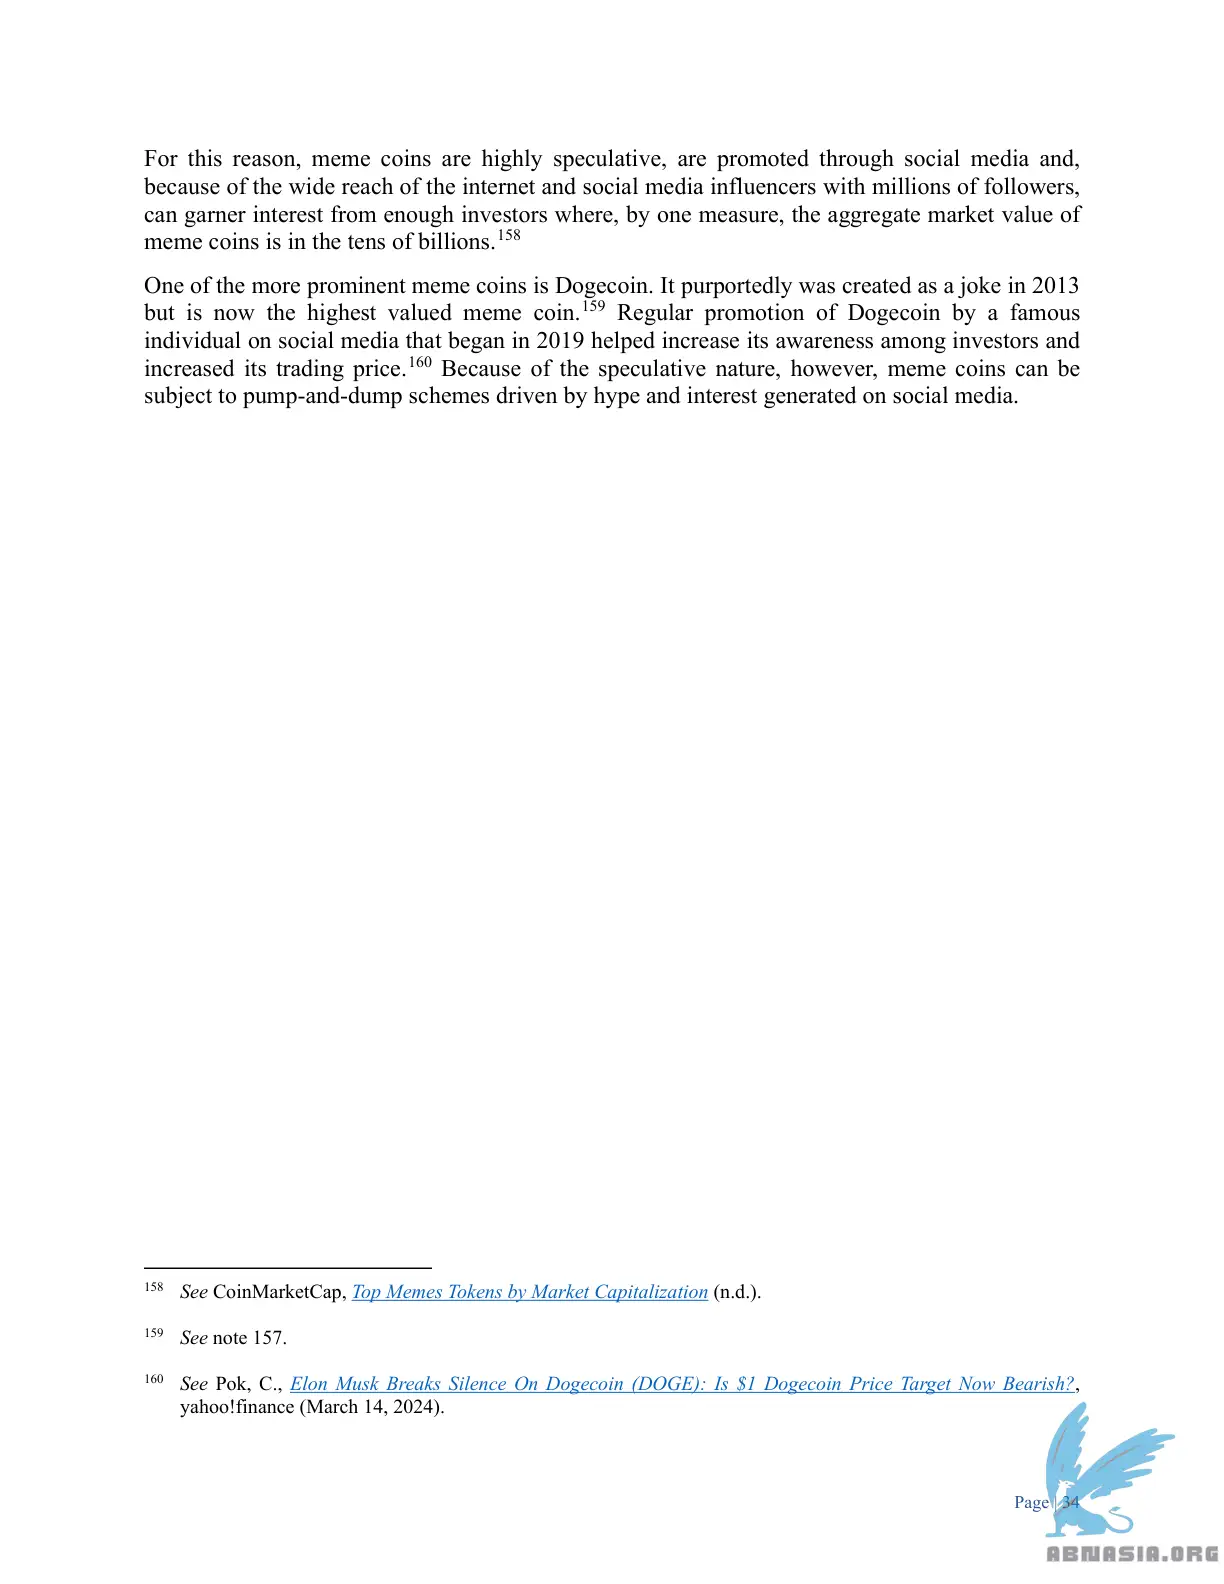 For this reason, meme coins are highly speculative, are promoted through social media and,
because of the wide reach of the internet and social media influencers with millions of followers,
can garner interest from enough investors where, by one measure, the aggregate market value of
meme coins is in the tens of billions.158
One of the more prominent meme coins is Dogecoin. It purportedly was created as a joke in 2013
but is now the highest valued meme coin.159 Regular promotion of Dogecoin by a famous
individual on social media that began in 2019 helped increase its awareness among investors and
increased its trading price.160 Because of the speculative nature, however, meme coins can be
subject to pump-and-dump schemes driven by hype and interest generated on social media.
158 See CoinMarketCap, Top Memes Tokens by Market Capitalization (n.d.).
159 See note 157.
160 See Pok, C., Elon Musk Breaks Silence On Dogecoin (DOGE): Is $1 Dogecoin Price Target Now Bearish?,
yahoo!finance (March 14, 2024).
Page | 34
ABNASIA.ORG